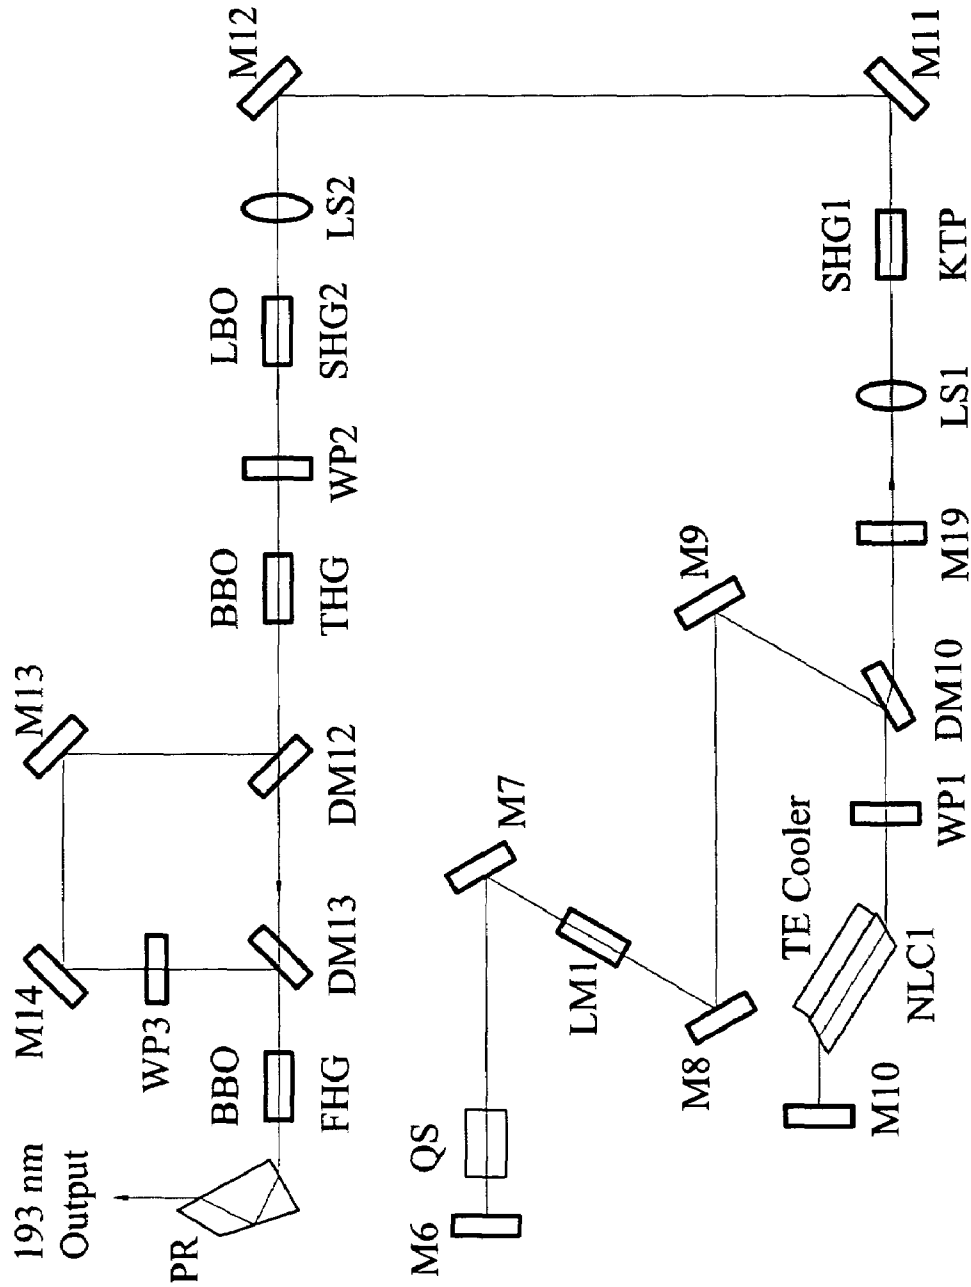 193 nm
Output
PR
BBO
FHG
M14
WP3
DM13
M13
DM12
BBO
THG
WP2
LBO
SHG2
LS2
M12
M6
QS
M7
LM1
M8
M9
M10
TE Cooler
NLC1
WP1
DM10
M19
LS1
SHG1
KTP
M11